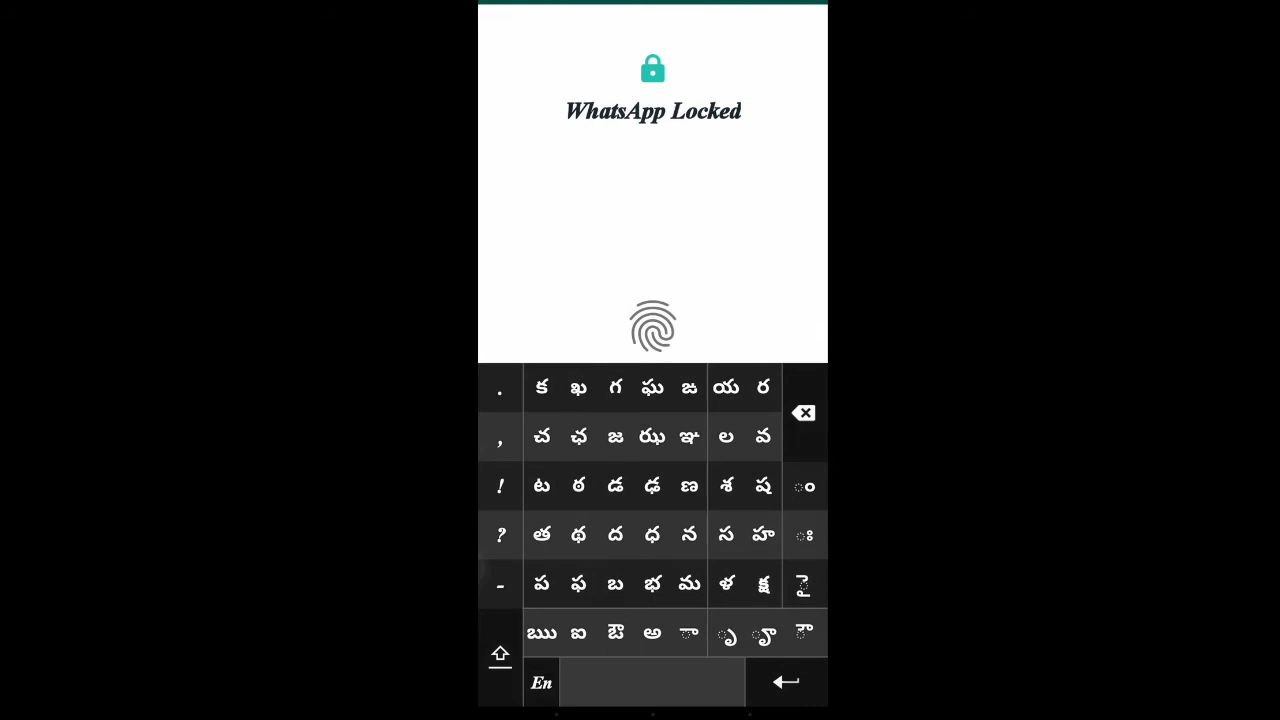 WhatsApp Locked
. క ఖ గ ఘ ఙ య ర
, చ ఛ జ ఝ ఞ ల వ
! ట ఠ డ ఢ ణ శ ష ం
? త థ ద ధ న స హ ః
- ప ఫ బ భ మ ళ క్ష ై
ఋ ఐ ఔ అ ా ృ ౄ ౌ
En